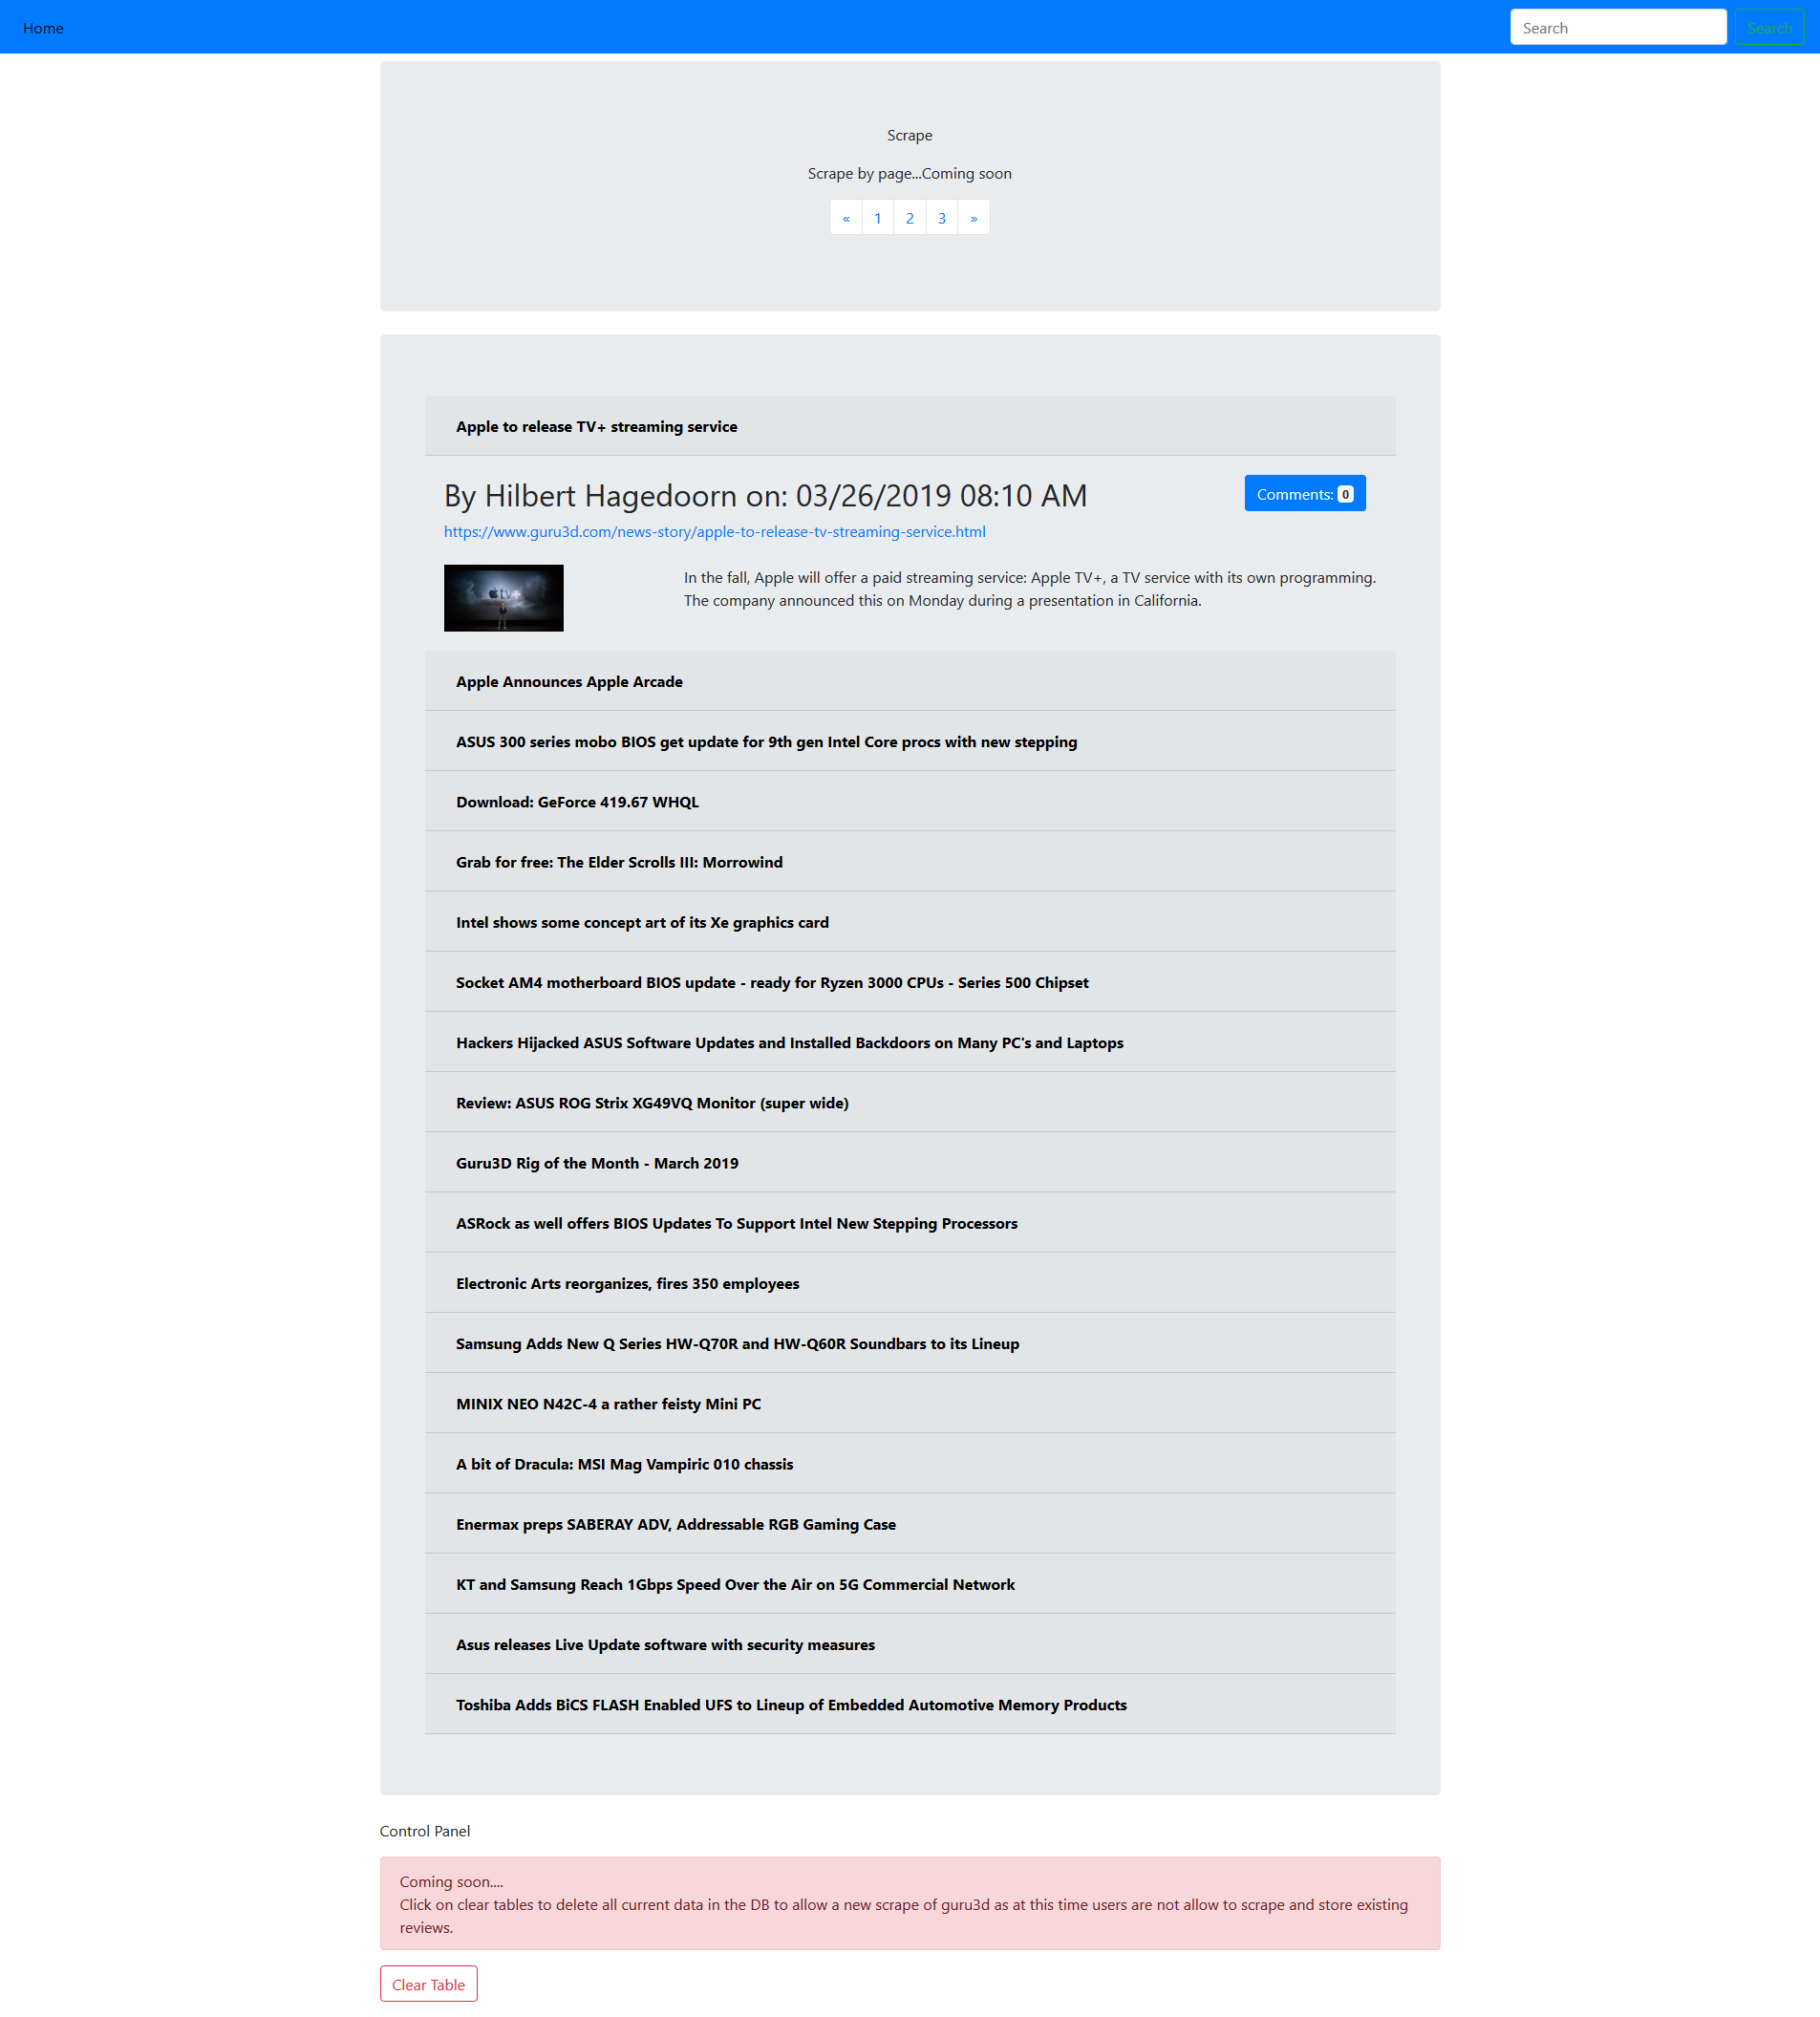 Home
Search
Search
Scrape
Scrape by page...Coming soon
« 1 2 3 »
Apple to release TV+ streaming service
By Hilbert Hagedoorn on: 03/26/2019 08:10 AM
Comments: 0
https://www.guru3d.com/news-story/apple-to-release-tv-streaming-service.html
tv+
In the fall, Apple will offer a paid streaming service: Apple TV+, a TV service with its own programming.
The company announced this on Monday during a presentation in California.
Apple Announces Apple Arcade
ASUS 300 series mobo BIOS get update for 9th gen Intel Core procs with new stepping
Download: GeForce 419.67 WHQL
Grab for free: The Elder Scrolls III: Morrowind
Intel shows some concept art of its Xe graphics card
Socket AM4 motherboard BIOS update - ready for Ryzen 3000 CPUs - Series 500 Chipset
Hackers Hijacked ASUS Software Updates and Installed Backdoors on Many PC's and Laptops
Review: ASUS ROG Strix XG49VQ Monitor (super wide)
Guru3D Rig of the Month - March 2019
ASRock as well offers BIOS Updates To Support Intel New Stepping Processors
Electronic Arts reorganizes, fires 350 employees
Samsung Adds New Q Series HW-Q70R and HW-Q60R Soundbars to its Lineup
MINIX NEO N42C-4 a rather feisty Mini PC
A bit of Dracula: MSI Mag Vampiric 010 chassis
Enermax preps SABERAY ADV, Addressable RGB Gaming Case
KT and Samsung Reach 1Gbps Speed Over the Air on 5G Commercial Network
Asus releases Live Update software with security measures
Toshiba Adds BiCS FLASH Enabled UFS to Lineup of Embedded Automotive Memory Products
Control Panel
Coming soon....
Click on clear tables to delete all current data in the DB to allow a new scrape of guru3d as at this time users are not allow to scrape and store existing
reviews.
Clear Table